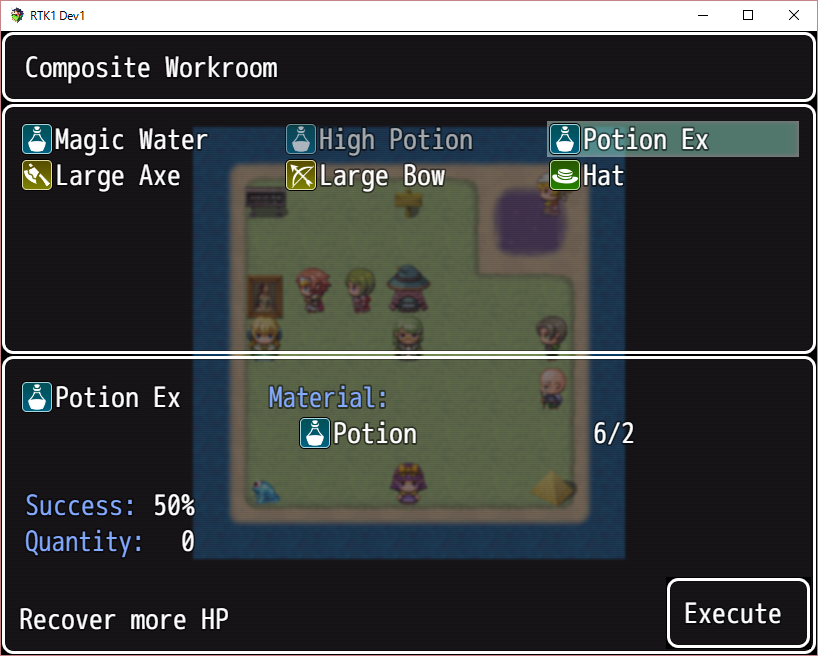 RTK1 Dev1
Composite Workroom
Magic Water High Potion Potion Ex
Large Axe Large Bow Hat
Potion Ex Material:
Potion 6/2
Success: 50%
Quantity: 0
Recover more HP
Execute